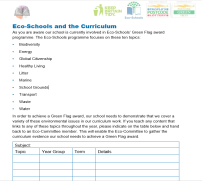 Eco-Schools and the Curriculum
As you are aware our school is currently involved in Eco-Schools' Green Flag award
programme. The Eco-Schools programme focuses on these ten topics:
• Biodiversity
• Energy
• Global Citizenship
• Healthy Living
• Litter
• Marine
• School Grounds
• Transport
• Waste
• Water
In order to achieve a Green Flag award, our school needs to demonstrate that we cover a
variety of these environmental issues in our curriculum work. If you teach any content that
links to any of these topics throughout the year, please indicate on the table below and hand
back to an Eco-Committee member. This will enable the Eco-Committee to gather the
curriculum evidence our school needs to achieve a Green Flag award.
Subject:
Topic Year Group Term Details